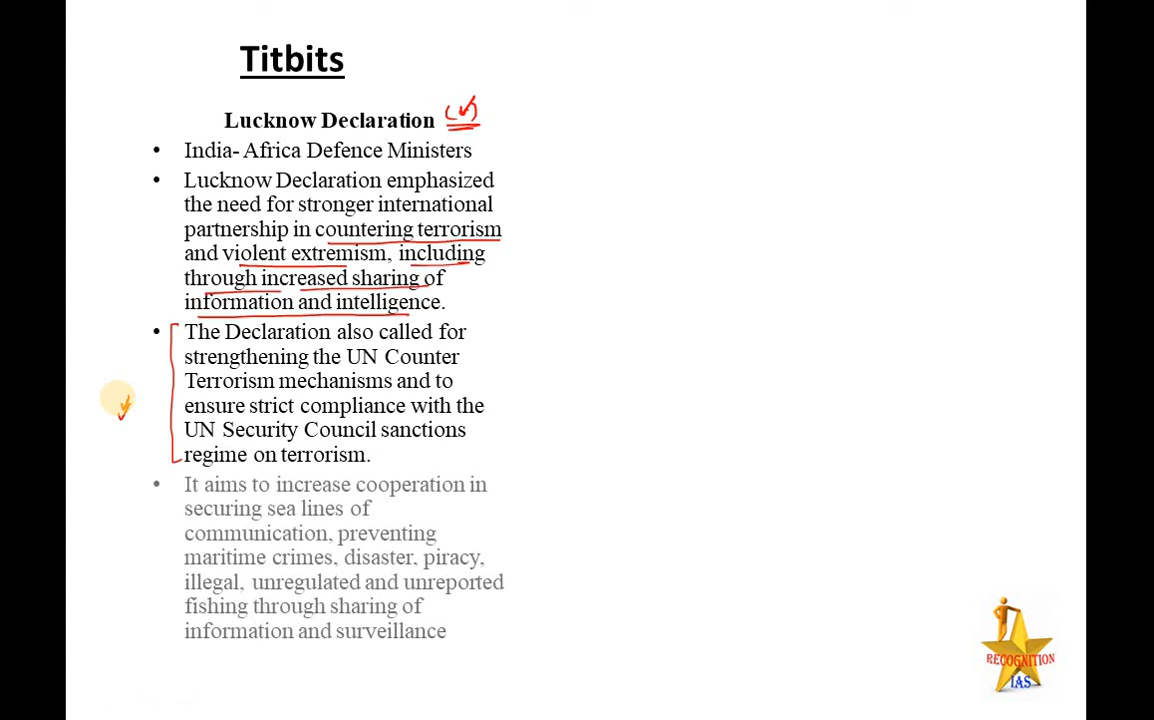 Titbits
Lucknow Declaration
• India- Africa Defence Ministers
• Lucknow Declaration emphasized
the need for stronger international
partnership in countering terrorism
and violent extremism, including
through increased sharing of
information and intelligence.
• The Declaration also called for
strengthening the UN Counter
Terrorism mechanisms and to
ensure strict compliance with the
UN Security Council sanctions
regime on terrorism.
• It aims to increase cooperation in
securing sea lines of
communication, preventing
maritime crimes, disaster, piracy,
illegal, unregulated and unreported
fishing through sharing of
information and surveillance
RECOGNITION
IAS